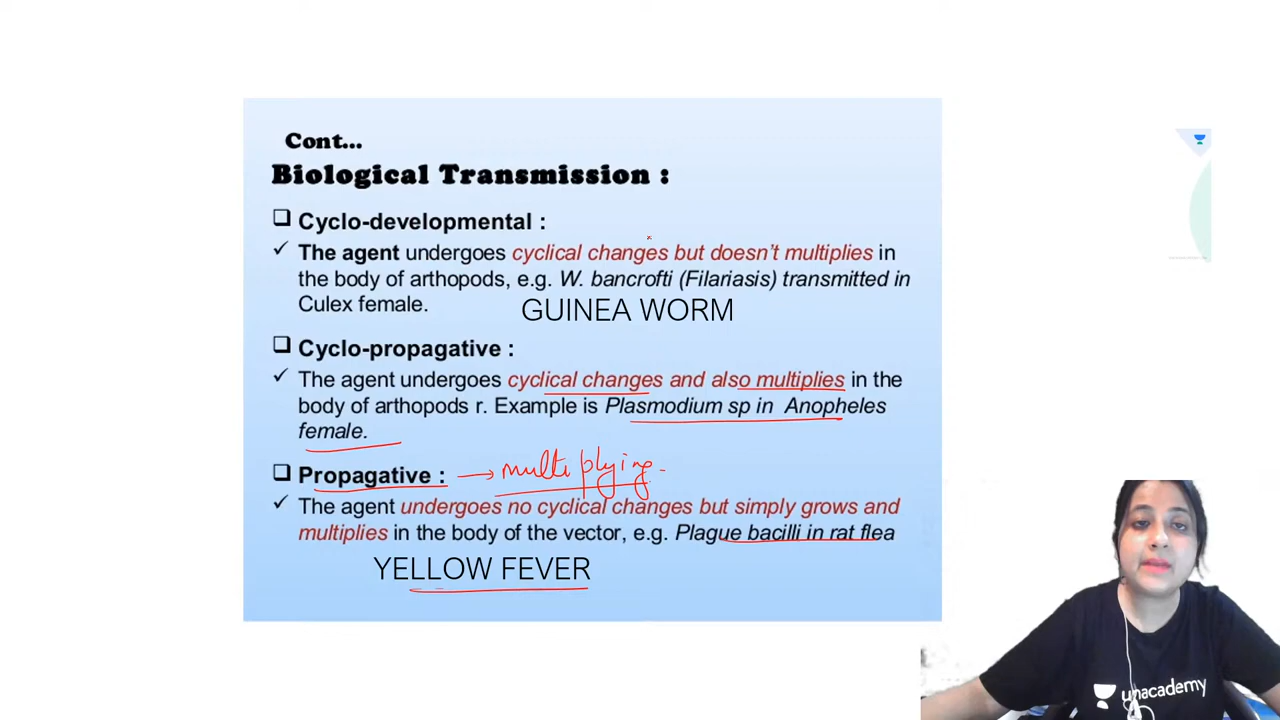 Cont...
Biological Transmission :
Cyclo-developmental :
The agent undergoes cyclical changes but doesn't multiplies in
the body of arthopods, e.g. W. bancrofti (Filariasis) transmitted in
Culex female.
GUINEA WORM
Cyclo-propagative :
The agent undergoes cyclical changes and also multiplies in the
body of arthopods r. Example is Plasmodium sp in Anopheles
female.
Propagative : → multiplying.
The agent undergoes no cyclical changes but simply grows and
multiplies in the body of the vector, e.g. Plague bacilli in rat flea
YELLOW FEVER
unacademy